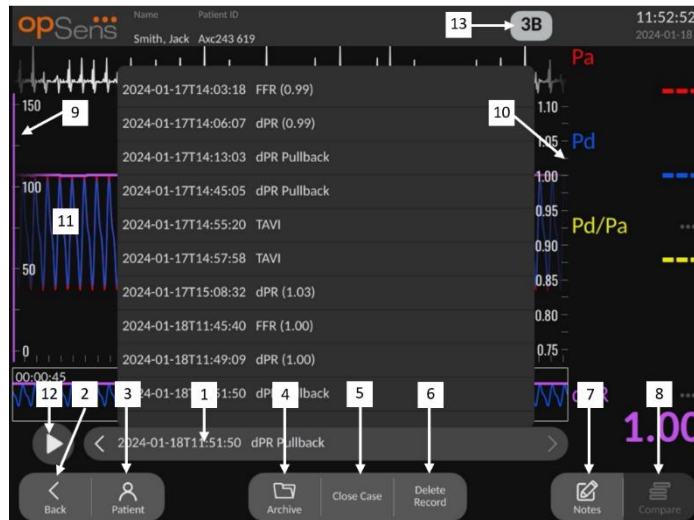 opSens
Name Patient ID
Smith, Jack Axc243 619
13
3B
11:52:52
2024-01-18
Pa
150
9
1.10
10
1.05
Pd
1.00
100
11
0.95
Pd/Pa
0.90
50
0.85
0.80
0
0.75
2024-01-17T14:03:18 FFR (0.99)
2024-01-17T14:06:07 dPR (0.99)
2024-01-17T14:13:03 dPR Pullback
2024-01-17T14:45:05 dPR Pullback
2024-01-17T14:55:20 TAVI
2024-01-17T14:57:58 TAVI
2024-01-17T15:08:32 dPR (1.03)
2024-01-18T11:45:40 FFR (1.00)
2024-01-18T11:49:09 dPR (1.00)
00:00:45
12 2 3 1 4 5 6 7 8
1.00
2024-01-18T11:51:50 dPR Pullback
Back
Patient
Archive
Close Case
Delete
Record
Notes
Compare